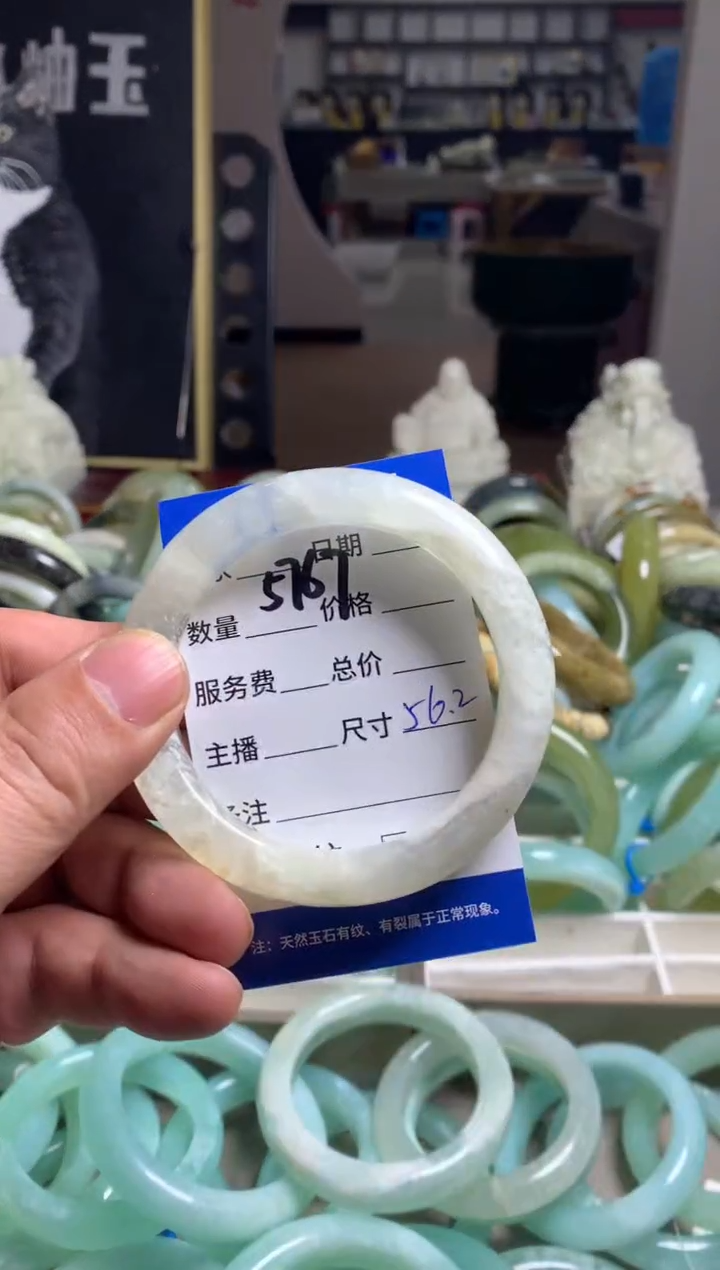 岫玉
日期
5767
数量 价格
服务费 总价
主播 尺寸 56.2
注
注：天然玉石有纹、有裂属于正常现象。